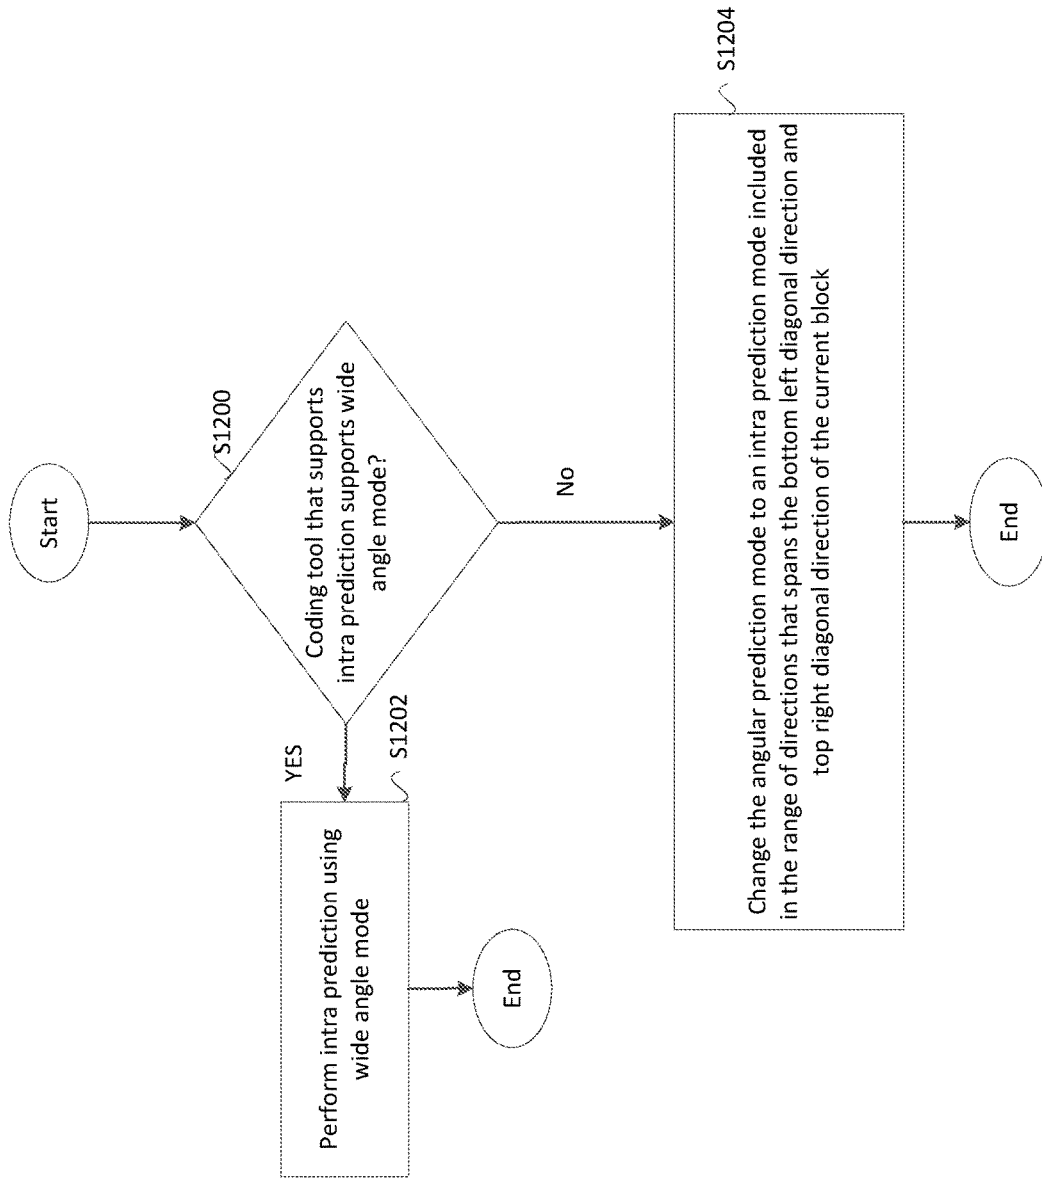 Start
S1200
Coding tool that supports
intra prediction supports wide
angle mode?
YES
S1202
Perform intra prediction using
wide angle mode
End
No
S1204
Change the angular prediction mode to an intra prediction mode included
in the range of directions that spans the bottom left diagonal direction and
top right diagonal direction of the current block
End